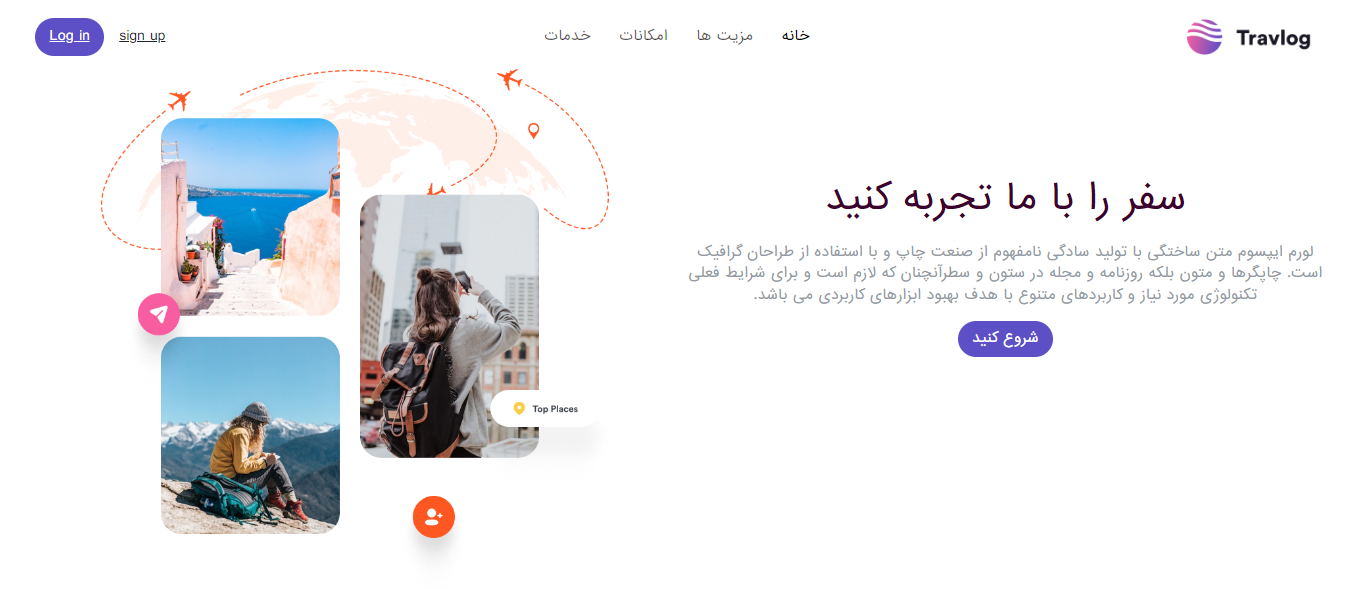 Travlog
خانه
مزیت ها
امکانات
خدمات
sign up
Log in
سفر را با ما تجربه کنید
لورم ایپسوم متن ساختگی با تولید سادگی نامفهوم از صنعت چاپ و با استفاده از طراحان گرافیک
است. چاپگرها و متون بلکه روزنامه و مجله در ستون و سطرآنچنان که لازم است و برای شرایط فعلی
تکنولوژی مورد نیاز و کاربردهای متنوع با هدف بهبود ابزارهای کاربردی می باشد.
شروع کنید
Top Places